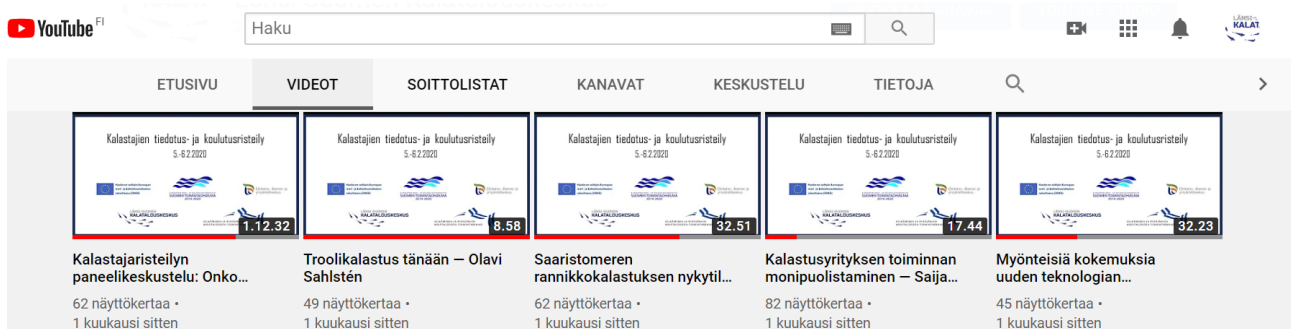 YouTube FI
Haku
LÄNSI-
KALAT
ETUSIVU VIDEOT SOITTOLISTAT KANAVAT KESKUSTELU TIETOJA
Kalastajien tiedotus- ja koulutusristeily
5.-6.2.2020
KALATALOUSKESKUS
1.12.32
Kalastajien tiedotus- ja koulutusristeily
5.-6.2.2020
KALATALOUSKESKUS
8.58
Kalastajien tiedotus- ja koulutusristeily
5.-6.2.2020
KALATALOUSKESKUS
32.51
Kalastajien tiedotus- ja koulutusristeily
5.-6.2.2020
KALATALOUSKESKUS
17.44
Kalastajien tiedotus- ja koulutusristeily
5.-6.2.2020
KALATALOUSKESKUS
32.23
Kalastajaristeilyn
paneelikeskustelu: Onko...
62 näyttökertaa •
1 kuukausi sitten
Troolikalastus tänään — Olavi
Sahlstén
49 näyttökertaa •
1 kuukausi sitten
Saaristomeren
rannikkokalastuksen nykytil...
62 näyttökertaa •
1 kuukausi sitten
Kalastusyrityksen toiminnan
monipuolistaminen — Saija...
82 näyttökertaa •
1 kuukausi sitten
Myönteisiä kokemuksia
uuden teknologian...
45 näyttökertaa •
1 kuukausi sitten